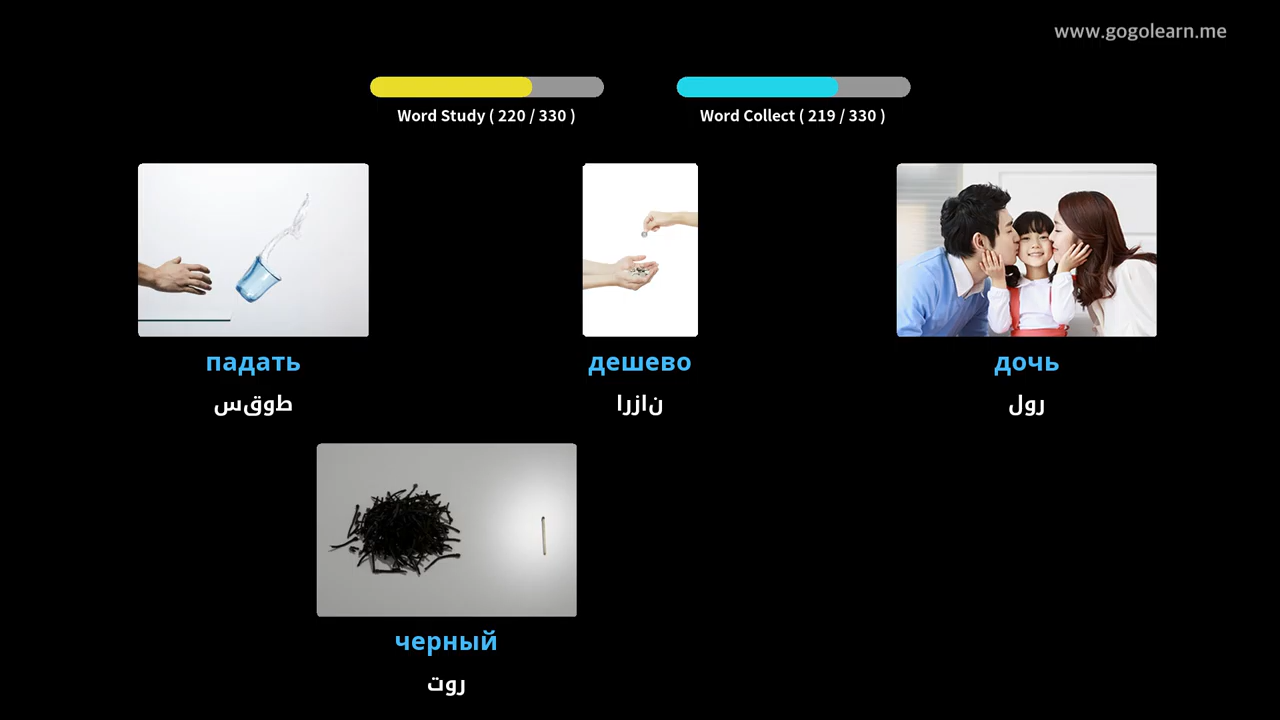 www.gogolearn.me
Word Study ( 220 / 330 )
Word Collect ( 219 / 330 )
падать
дешево
дочь
طوقس
نازرا
رول
черный
روت